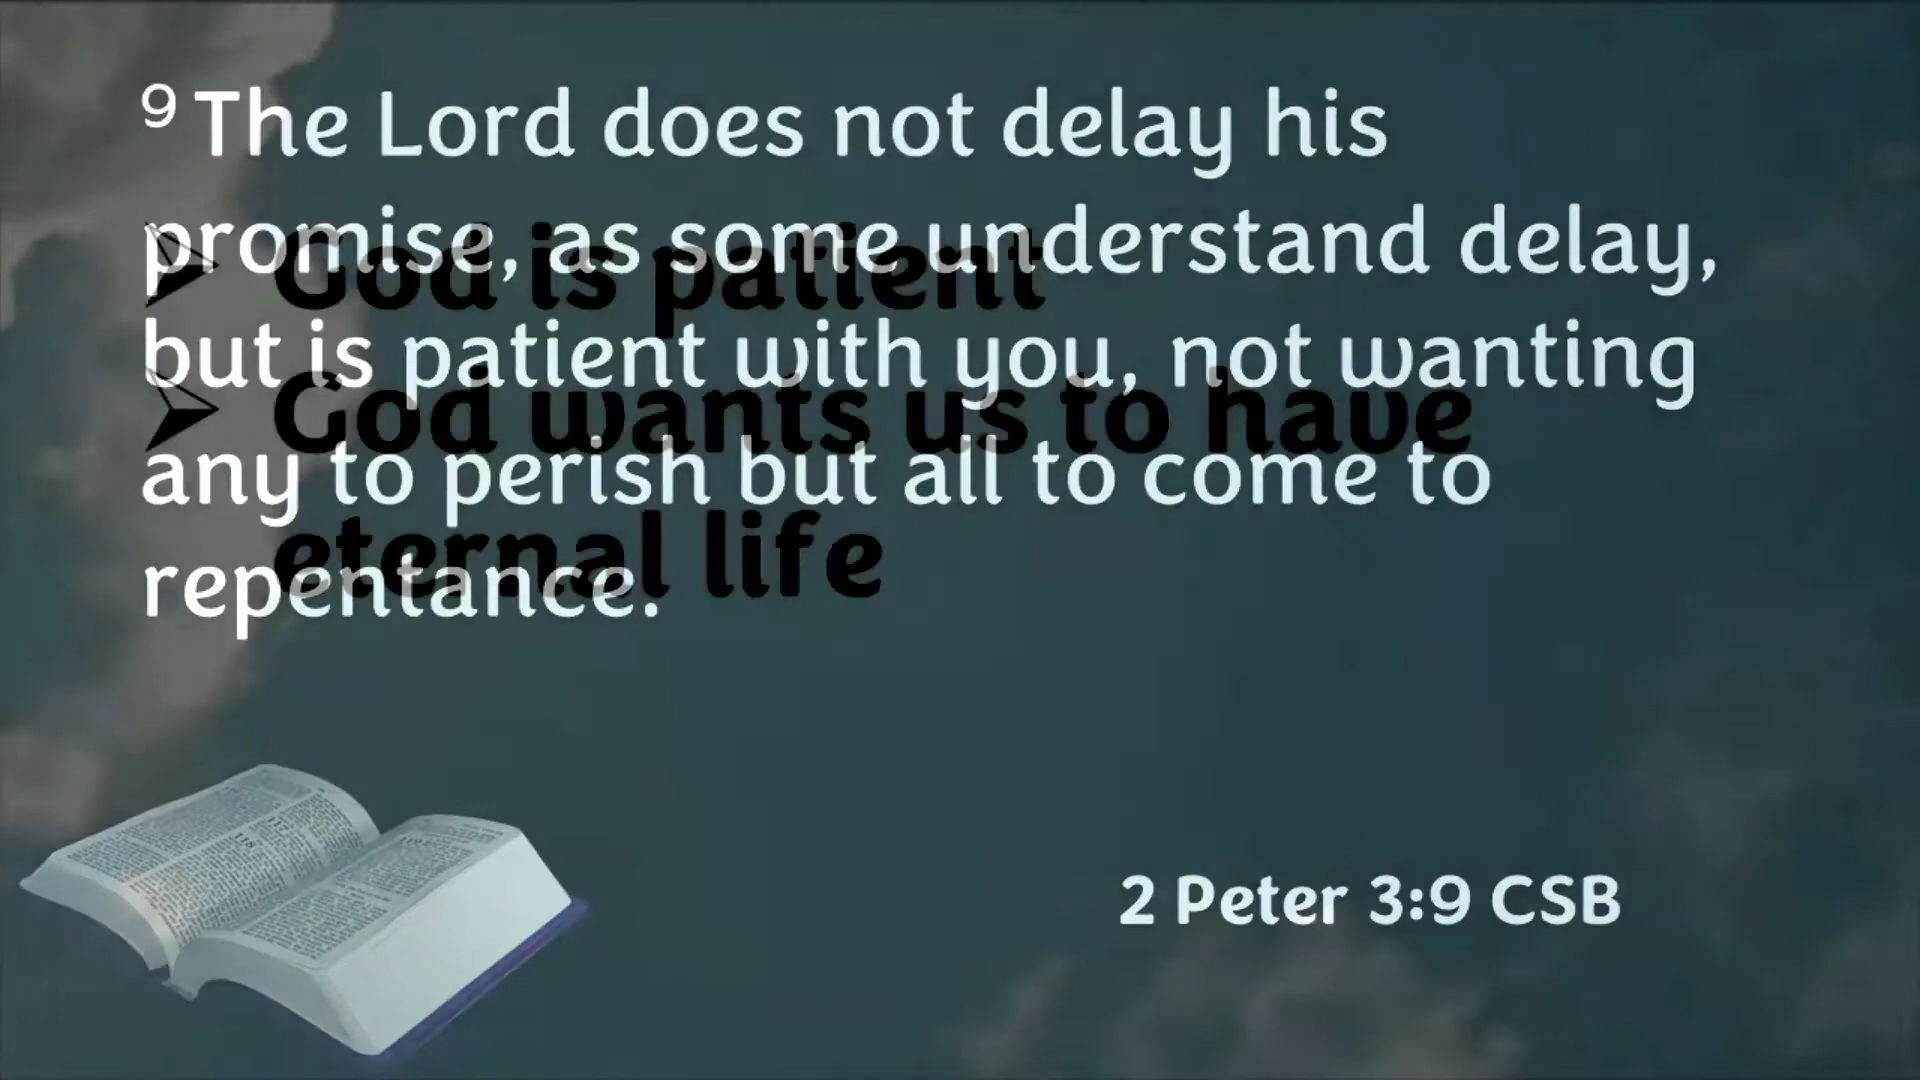 9 The Lord does not delay his
promise, as some understand delay,
but is patient with you, not wanting
any to perish but all to come to
repentance.
➤ God is patient
➤ God wants us to have
eternal life
2 Peter 3:9 CSB